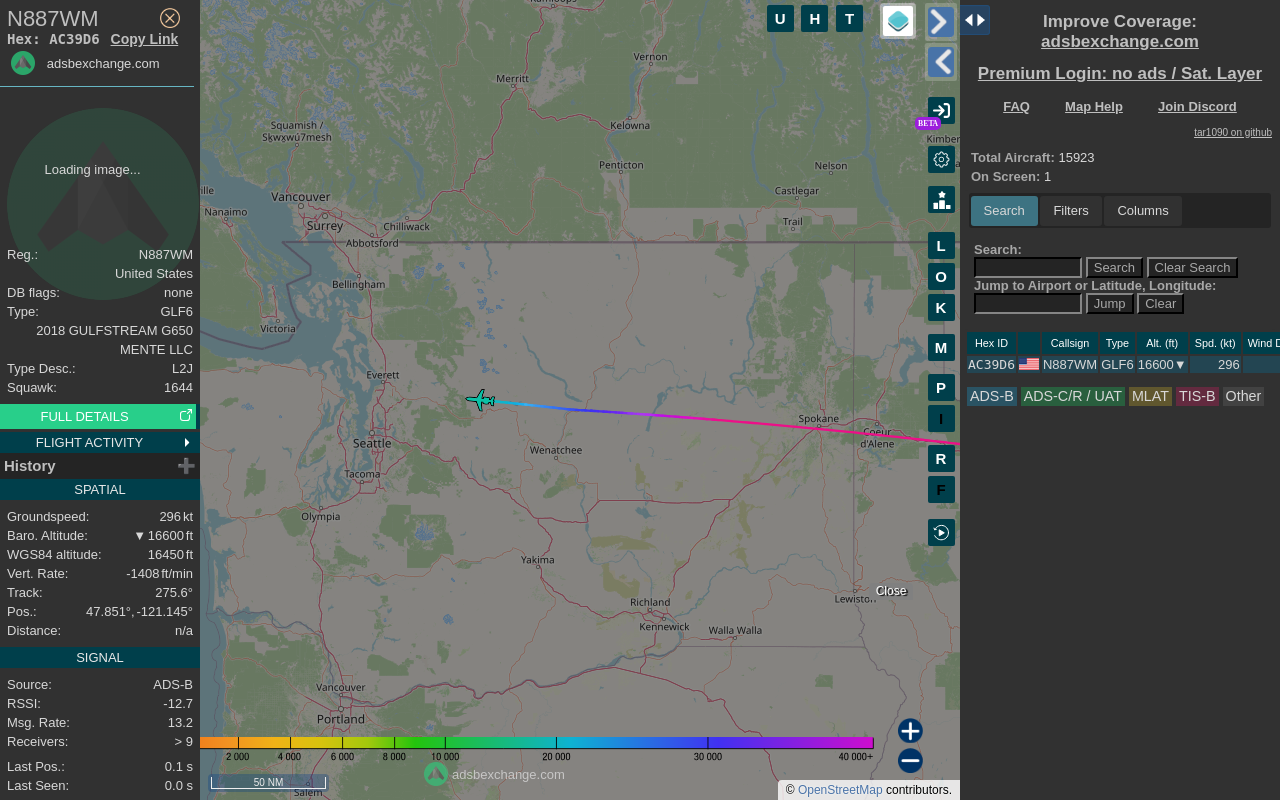 N887WM
Hex: AC39D6 Copy Link
adsbexchange.com
Loading image...
Reg.: N887WM
United States
DB flags: none
Type: GLF6
2018 GULFSTREAM G650
MENTE LLC
Type Desc.: L2J
Squawk: 1644
FULL DETAILS
FLIGHT ACTIVITY
History
SPATIAL
Groundspeed: 296 kt
Baro. Altitude: ▼ 16600 ft
WGS84 altitude: 16450 ft
Vert. Rate: -1408 ft/min
Track: 275.6°
Pos.: 47.851°, -121.145°
Distance: n/a
SIGNAL
Source: ADS-B
RSSI: -12.7
Msg. Rate: 13.2
Receivers: > 9
Last Pos.: 0.1 s
Last Seen: 0.0 s
Merritt
Vernon
Kelowna
Squamish /
Sḵwx̱wú7mesh
Penticton
Nelson
Castlegar
Trail
Vancouver
Nanaimo
Surrey
Chilliwack
Abbotsford
Bellingham
Victoria
Everett
Seattle
Spokane
Coeur
d'Alene
Wenatchee
Tacoma
Olympia
Yakima
Richland
Kennewick
Walla Walla
Vancouver
Portland
Salem
Close
U H T
BETA
L
O
K
M
P
I
R
F
2 000 4 000 6 000 8 000 10 000 20 000 30 000 40 000+
50 NM
adsbexchange.com
© OpenStreetMap contributors.
Improve Coverage:
adsbexchange.com
Premium Login: no ads / Sat. Layer
FAQ Map Help Join Discord
tar1090 on github
Total Aircraft: 15923
On Screen: 1
Search Filters Columns
Search:
Search Clear Search
Jump to Airport or Latitude, Longitude:
Jump Clear
Hex ID Callsign Type Alt. (ft) Spd. (kt) Wind D
AC39D6 N887WM GLF6 16600▼ 296
ADS-B ADS-C/R / UAT MLAT TIS-B Other